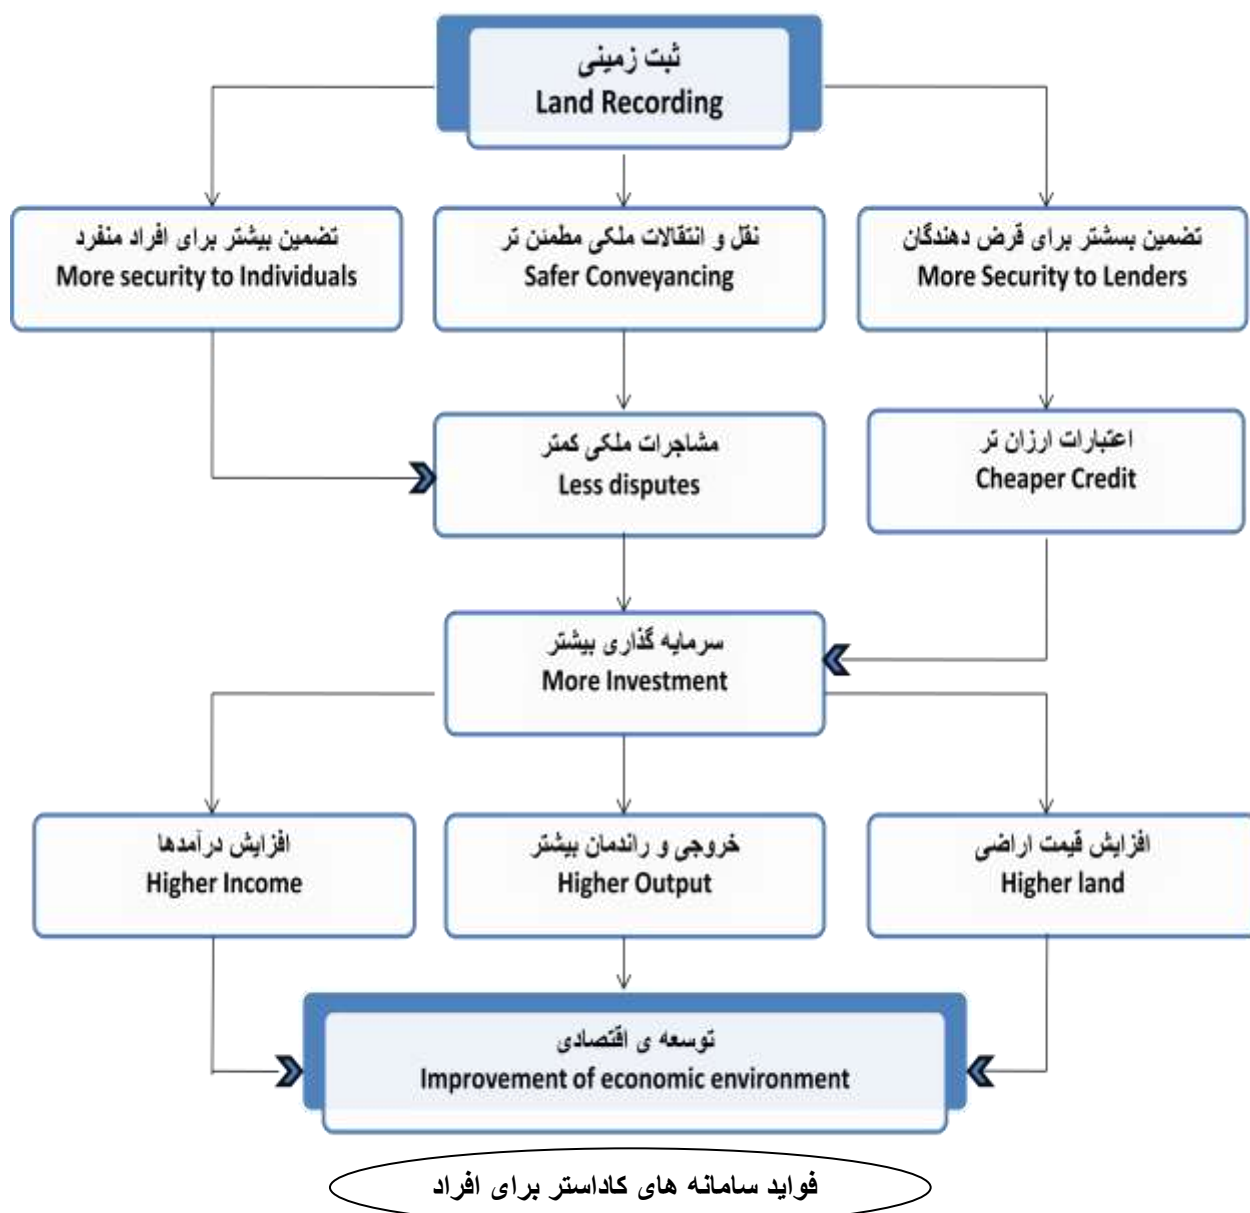 ثبت زمینی
Land Recording
تضمین بیشتر برای افراد منفرد
More security to Individuals
نقل و انتقالات ملکی مطمئن تر
Safer Conveyancing
تضمین بسشتر برای قرض دهندگان
More Security to Lenders
مشاجرات ملکی کمتر
Less disputes
اعتبارات ارزان تر
Cheaper Credit
سرمایه گذاری بیشتر
More Investment
افزایش درآمدها
Higher Income
خروجی و راندمان بیشتر
Higher Output
افزایش قیمت اراضی
Higher land
توسعه ی اقتصادی
Improvement of economic environment
فواید سامانه های کاداستر برای افراد